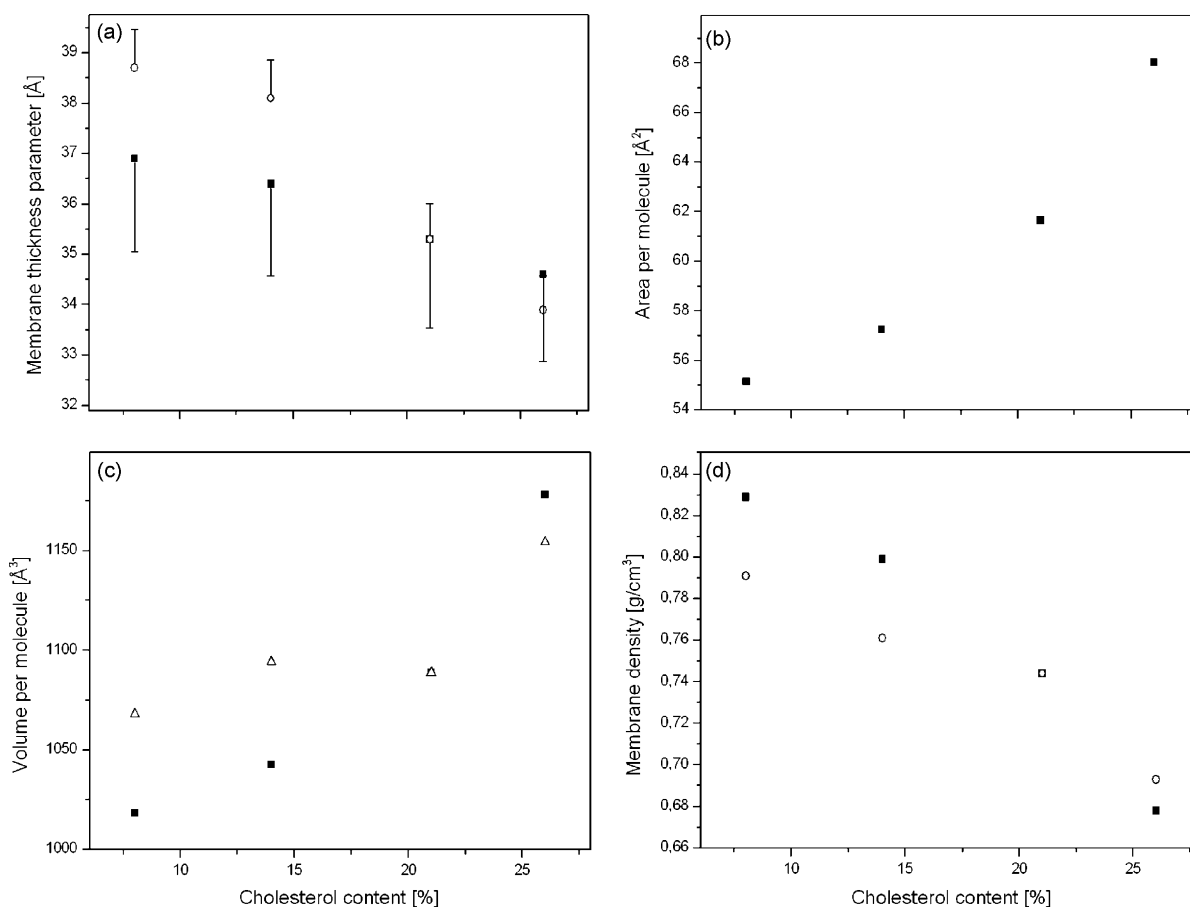 (a)
Membrane thickness parameter [Å]
39
38
37
36
35
34
33
32
(b)
Area per molecule [Å²]
68
66
64
62
60
58
56
54
(c)
Volume per molecule [Å³]
1150
1100
1050
1000
10 15 20 25
Cholesterol content [%]
(d)
Membrane density [g/cm³]
0,84
0,82
0,80
0,78
0,76
0,74
0,72
0,70
0,68
0,66
10 15 20 25
Cholesterol content [%]